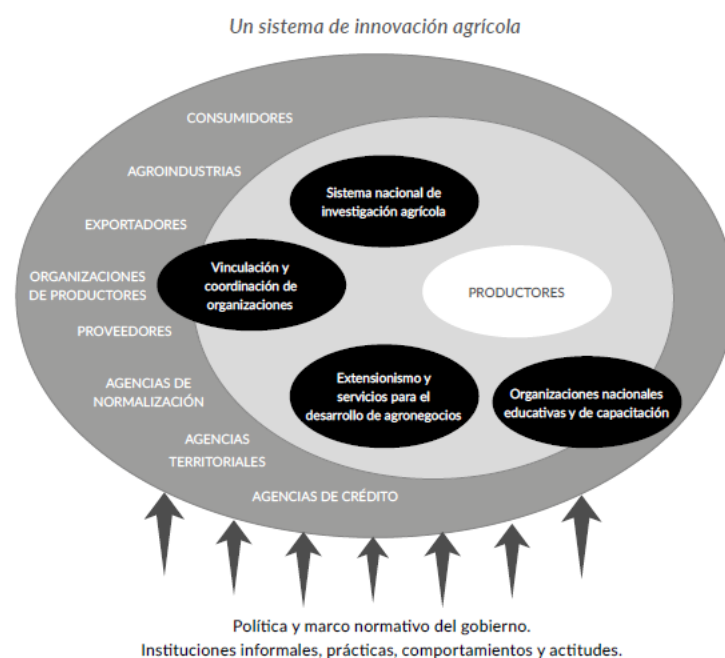 Un sistema de innovación agrícola
CONSUMIDORES
AGROINDUSTRIAS
EXPORTADORES
ORGANIZACIONES
DE PRODUCTORES
PROVEEDORES
AGENCIAS DE
NORMALIZACIÓN
AGENCIAS
TERRITORIALES
AGENCIAS DE CRÉDITO
Sistema nacional de
investigación agrícola
Vinculación y
coordinación de
organizaciones
PRODUCTORES
Extensionismo y
servicios para el
desarrollo de agronegocios
Organizaciones nacionales
educativas y de capacitación
Política y marco normativo del gobierno.
Instituciones informales, prácticas, comportamientos y actitudes.